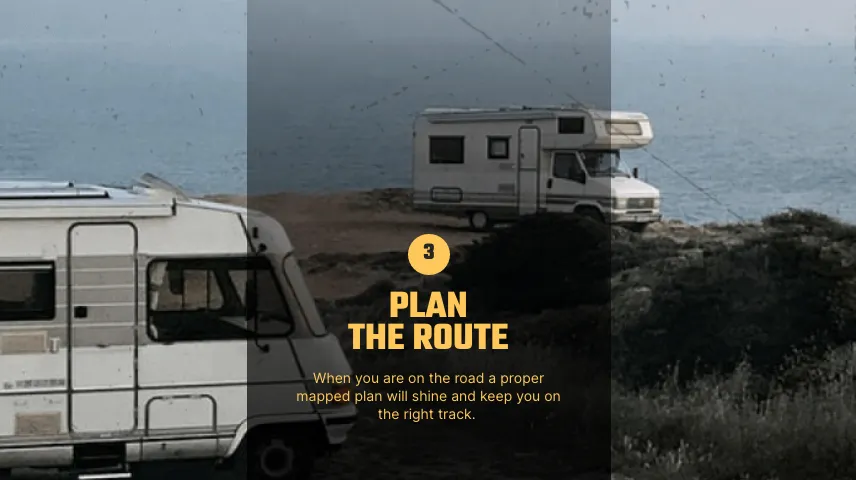 3
PLAN
THE ROUTE
When you are on the road a proper
mapped plan will shine and keep you on
the right track.